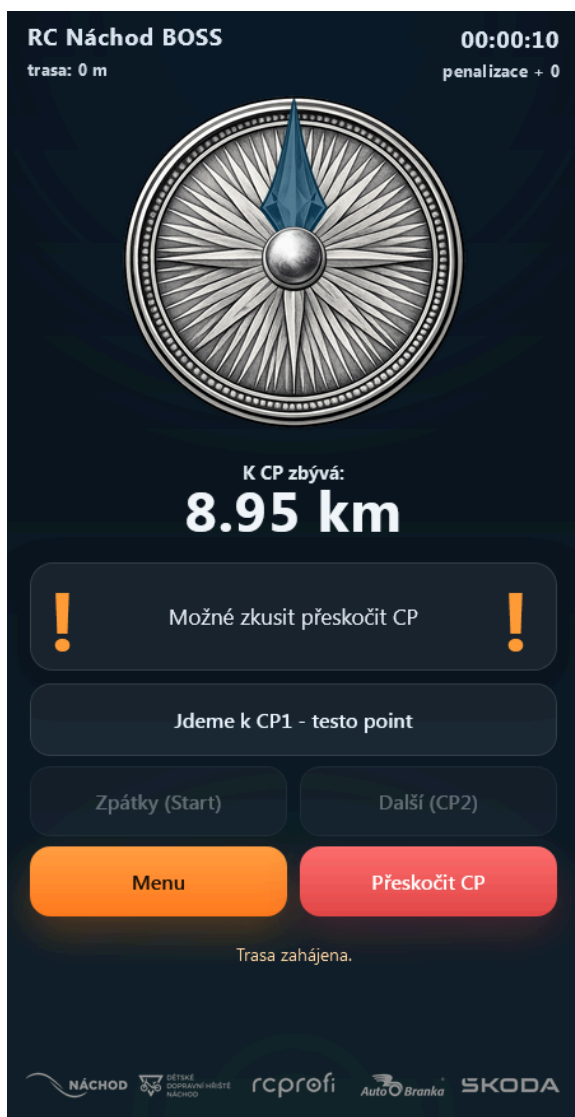 RC Náchod BOSS
00:00:10
trasa: 0 m
penalizace + 0
K CP zbývá:
8.95 km
! Možné zkusit přeskočit CP !
Jdeme k CP1 - testo point
Zpátky (Start)
Další (CP2)
Menu
Přeskočit CP
Trasa zahájena.
NÁCHOD
DĚTSKÉ
DOPRAVNÍ HŘIŠTĚ
NÁCHOD
rcprofi
Auto Branka
ŠKODA